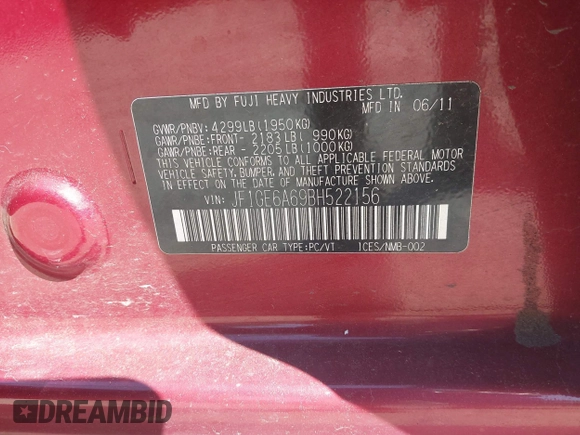 MFD BY FUJI HEAVY INDUSTRIES LTD.
MFD IN 06/11
GVWR/PNBV: 4299LB(1950KG)
GAWR/PNBE:FRONT- 2183LB( 990KG)
GAWR/PNBE:REAR - 2205LB(1000KG)
THIS VEHICLE CONFORMS TO ALL APPLICABLE FEDERAL MOTOR
VEHICLE SAFETY, BUMPER, AND THEFT PREVENTION STANDARDS
IN EFFECT ON THE DATE OF MANUFACTURE SHOWN ABOVE.
VIN: JF1GE6A69BH522156
PASSENGER CAR TYPE:PC/VT ICES/NMB-002
DREAMBID